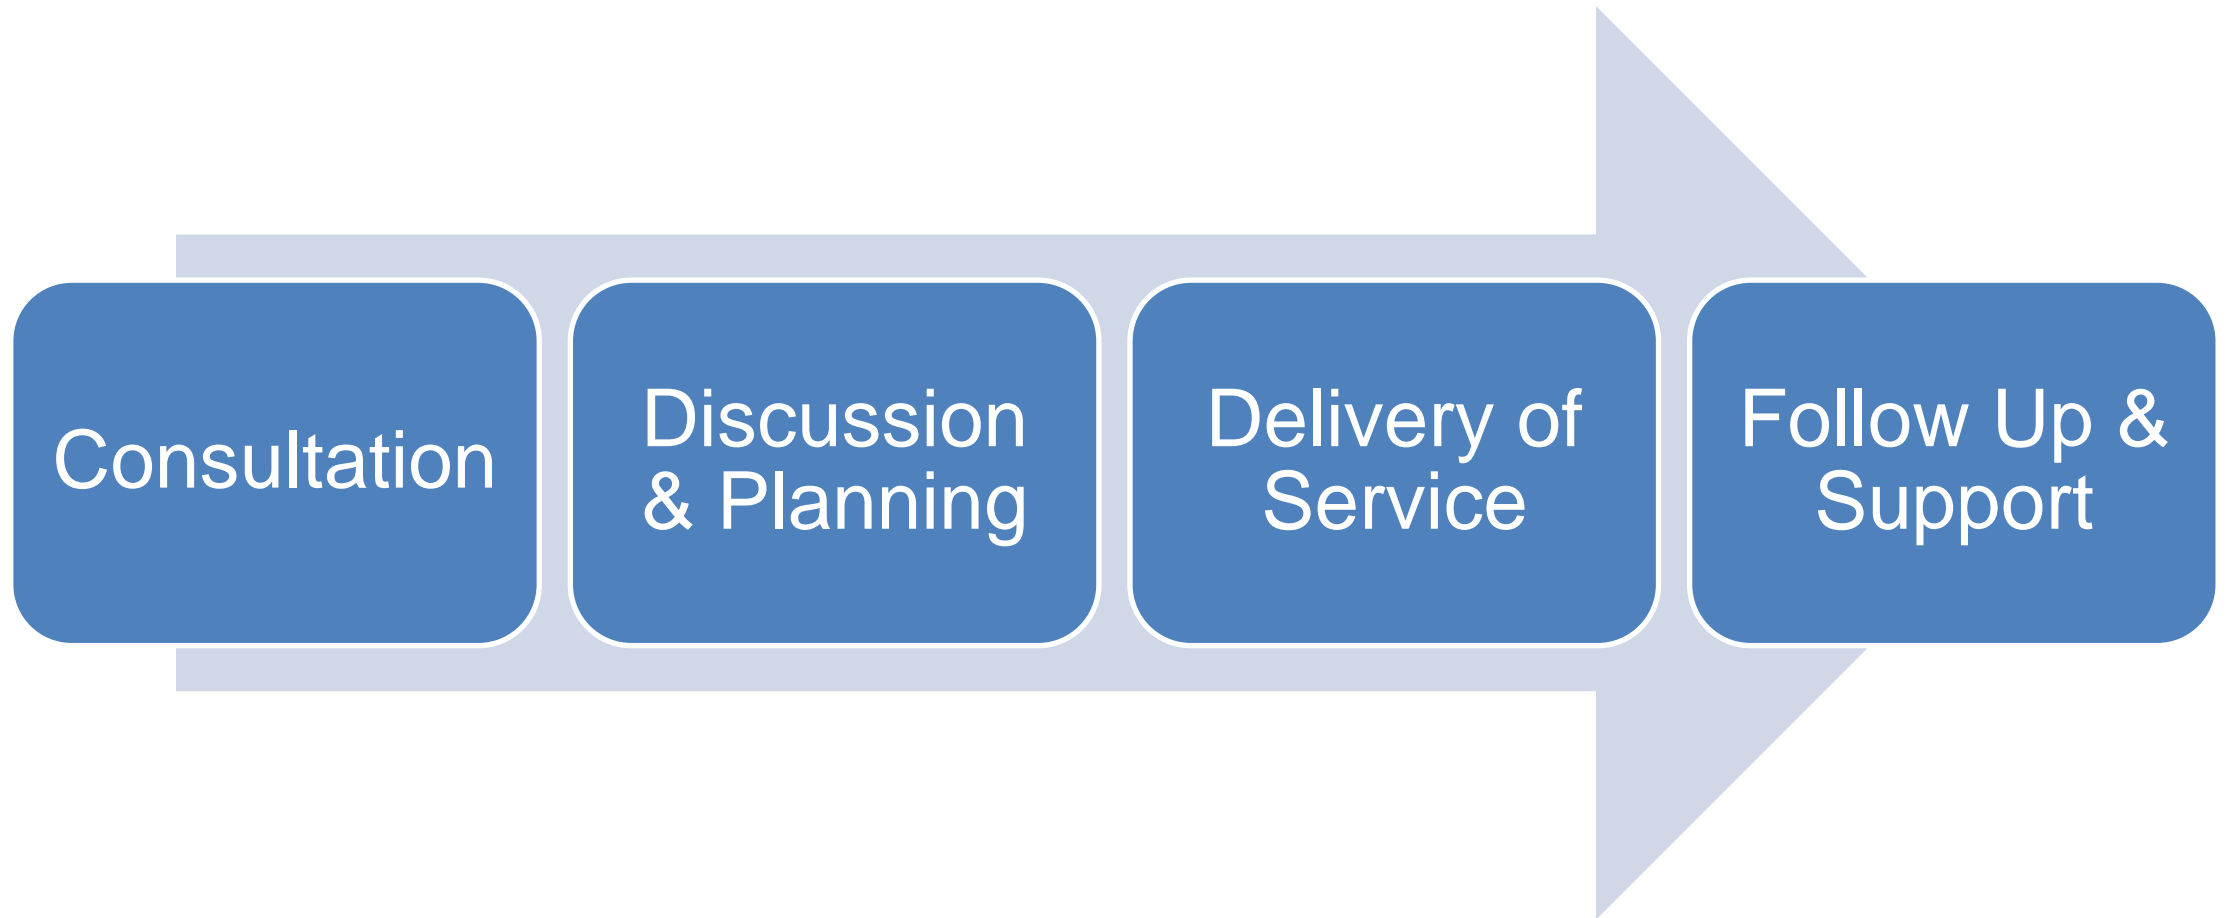 Consultation
Discussion
& Planning
Delivery of
Service
Follow Up &
Support